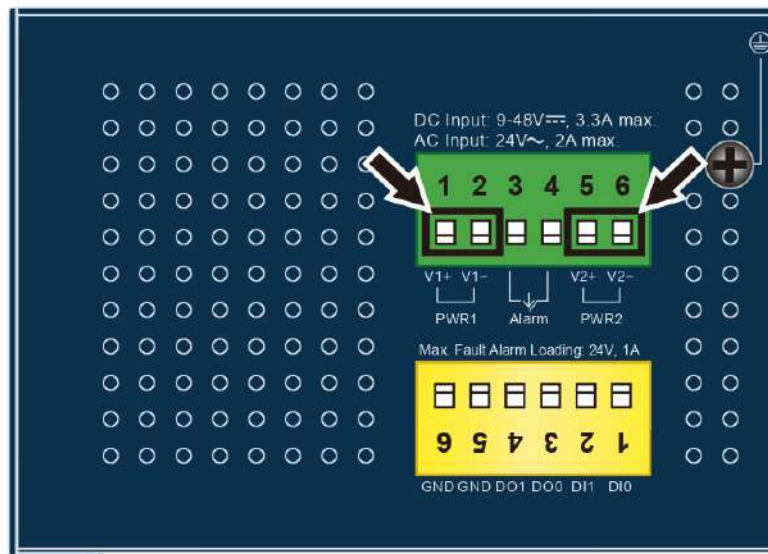 DC Input: 9-48V⎓, 3.3A max.
AC Input: 24V~, 2A max.
1 2 3 4 5 6
V1+ V1- V2+ V2-
PWR1 Alarm PWR2
Max. Fault Alarm Loading: 24V, 1A
6 5 4 3 2 1
GND GND DO1 DO0 DI1 DI0